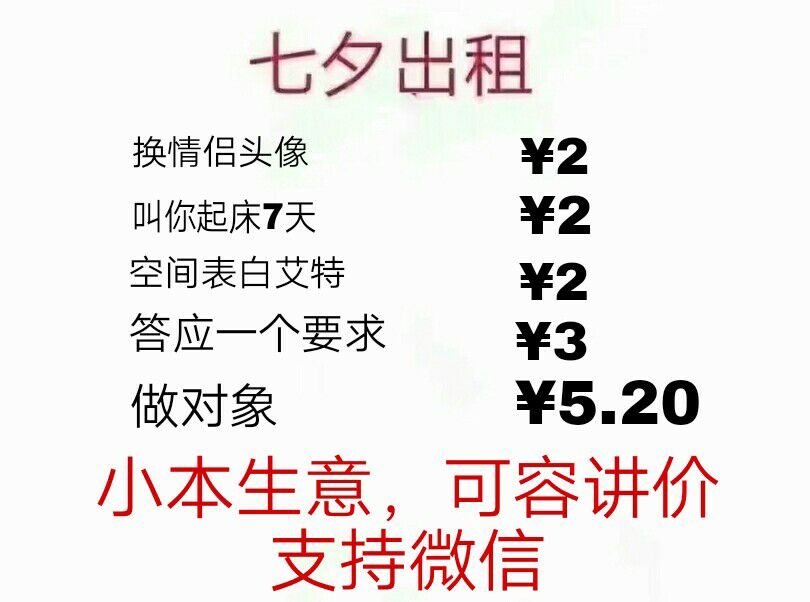 七夕出租
换情侣头像 ¥2
叫你起床7天 ¥2
空间表白艾特 ¥2
答应一个要求 ¥3
做对象 ¥5.20
小本生意，可容讲价
支持微信